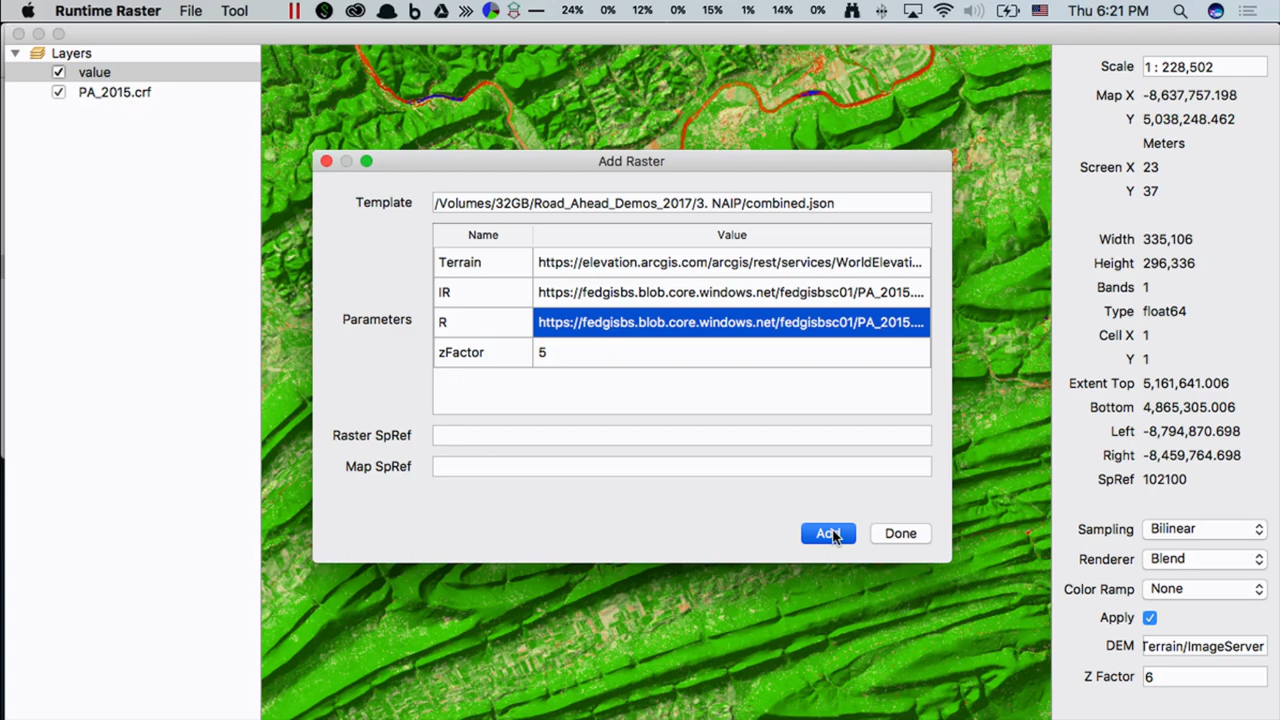 Runtime Raster File Tool 24% 0% 12% 0% 15% 1% 14% 0% Thu 6:21 PM
Layers
value
PA_2015.crf
Add Raster
Template /Volumes/32GB/Road_Ahead_Demos_2017/3. NAIP/combined.json
Name Value
Terrain https://elevation.arcgis.com/arcgis/rest/services/WorldElevati...
IR https://fedgisbs.blob.core.windows.net/fedgisbsc01/PA_2015....
Parameters
R https://fedgisbs.blob.core.windows.net/fedgisbsc01/PA_2015....
zFactor 5
Raster SpRef
Map SpRef
Add Done
Scale 1 : 228,502
Map X -8,637,757.198
Y 5,038,248.462
Meters
Screen X 23
Y 37
Width 335,106
Height 296,336
Bands 1
Type float64
Cell X 1
Y 1
Extent Top 5,161,641.006
Bottom 4,865,305.006
Left -8,794,870.698
Right -8,459,764.698
SpRef 102100
Sampling Bilinear
Renderer Blend
Color Ramp None
Apply
DEM Terrain/ImageServer
Z Factor 6